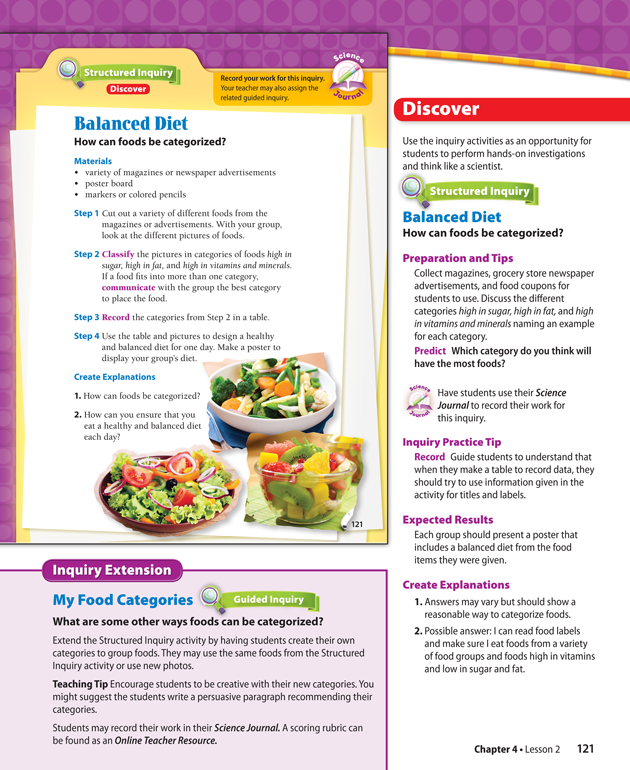 Structured Inquiry
Discover
Record your work for this inquiry.
Your teacher may also assign the
related guided inquiry.
Science
Journal
Balanced Diet
How can foods be categorized?
Materials
• variety of magazines or newspaper advertisements
• poster board
• markers or colored pencils
Step 1 Cut out a variety of different foods from the
magazines or advertisements. With your group,
look at the different pictures of foods.
Step 2 Classify the pictures in categories of foods high in
sugar, high in fat, and high in vitamins and minerals.
If a food fits into more than one category,
communicate with the group the best category
to place the food.
Step 3 Record the categories from Step 2 in a table.
Step 4 Use the table and pictures to design a healthy
and balanced diet for one day. Make a poster to
display your group's diet.
Create Explanations
1. How can foods be categorized?
2. How can you ensure that you
eat a healthy and balanced diet
each day?
121
Inquiry Extension
My Food Categories
Guided Inquiry
What are some other ways foods can be categorized?
Extend the Structured Inquiry activity by having students create their own
categories to group foods. They may use the same foods from the Structured
Inquiry activity or use new photos.
Teaching Tip Encourage students to be creative with their new categories. You
might suggest the students write a persuasive paragraph recommending their
categories.
Students may record their work in their Science Journal. A scoring rubric can
be found as an Online Teacher Resource.
Discover
Use the inquiry activities as an opportunity for
students to perform hands-on investigations
and think like a scientist.
Structured Inquiry
Balanced Diet
How can foods be categorized?
Preparation and Tips
Collect magazines, grocery store newspaper
advertisements, and food coupons for
students to use. Discuss the different
categories high in sugar, high in fat, and high
in vitamins and minerals naming an example
for each category.
Predict Which category do you think will
have the most foods?
Science
Journal
Have students use their Science
Journal to record their work for
this inquiry.
Inquiry Practice Tip
Record Guide students to understand that
when they make a table to record data, they
should try to use information given in the
activity for titles and labels.
Expected Results
Each group should present a poster that
includes a balanced diet from the food
items they were given.
Create Explanations
1. Answers may vary but should show a
reasonable way to categorize foods.
2. Possible answer: I can read food labels
and make sure I eat foods from a variety
of food groups and foods high in vitamins
and low in sugar and fat.
Chapter 4 • Lesson 2 121